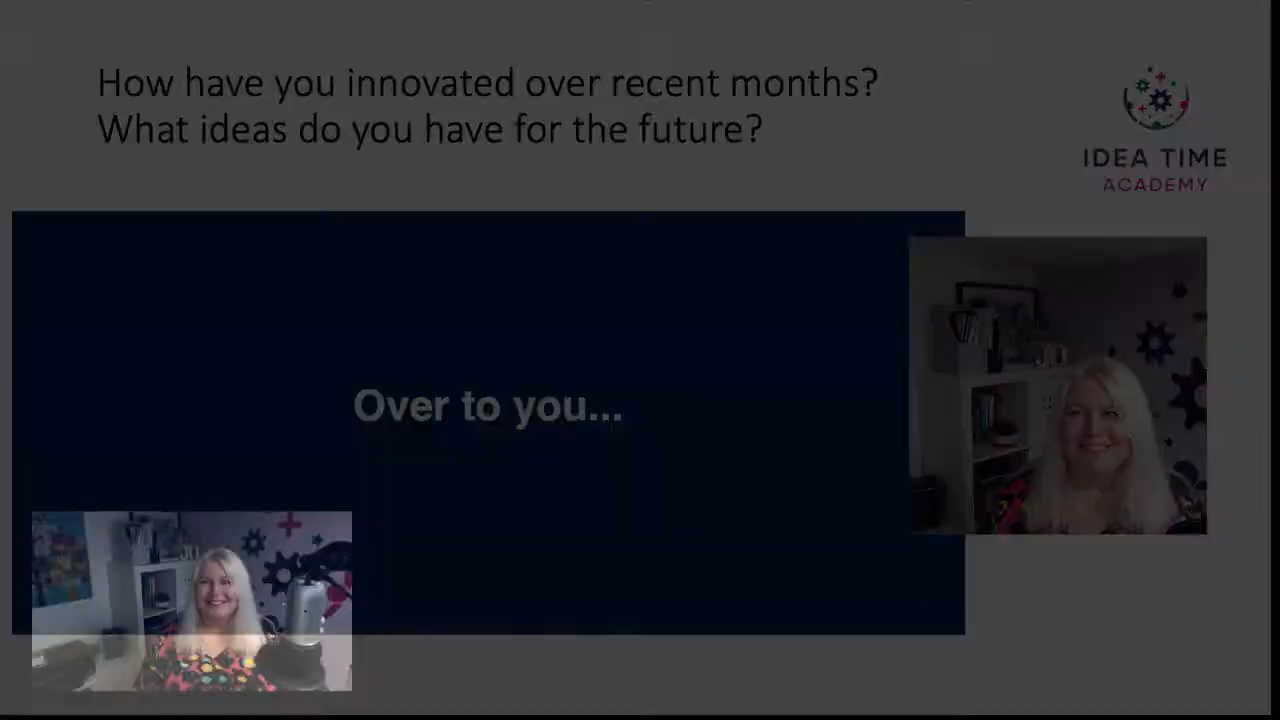 How have you innovated over recent months?
What ideas do you have for the future?
IDEA TIME
ACADEMY
Over to you...